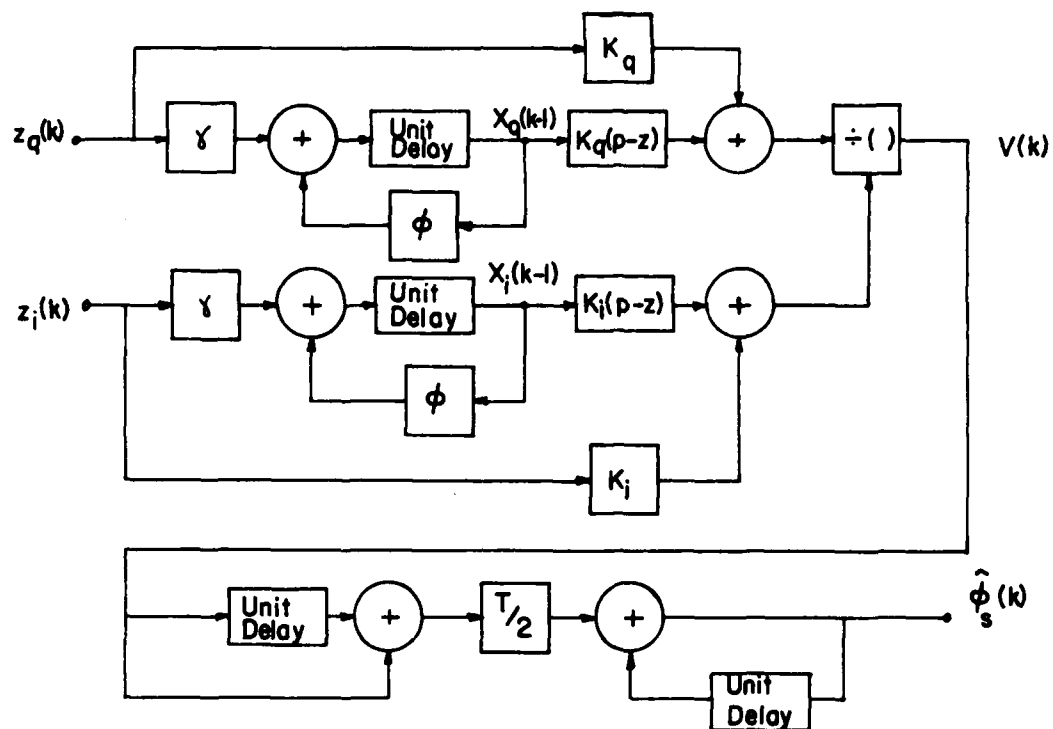 K_q
z_q(k)
γ
+
Unit Delay
X_q(k-1)
K_q(p-z)
+
÷( )
V(k)
ϕ
z_i(k)
γ
+
Unit Delay
X_i(k-1)
K_i(p-z)
+
ϕ
K_i
Unit Delay
+
T/2
+
ϕ̂_s(k)
Unit Delay